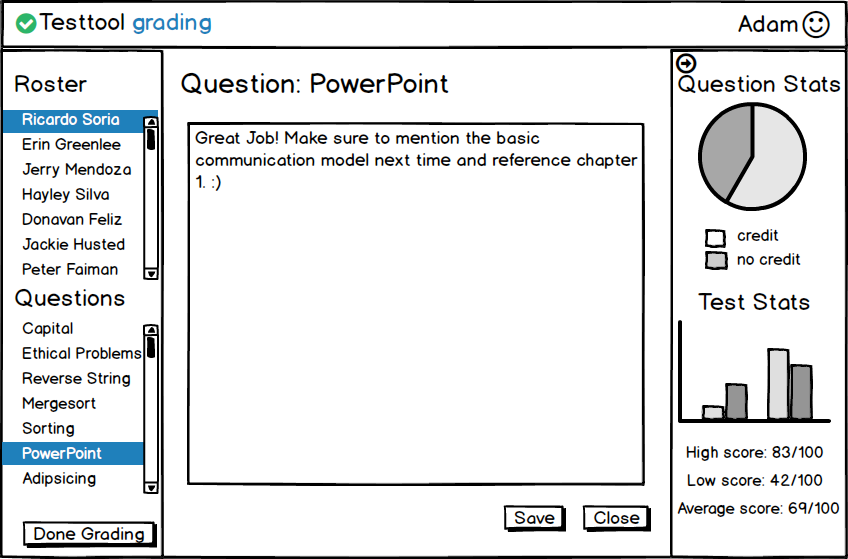 Testtool grading
Adam
Roster
Ricardo Soria
Erin Greenlee
Jerry Mendoza
Hayley Silva
Donavan Feliz
Jackie Husted
Peter Faiman
Questions
Capital
Ethical Problems
Reverse String
Mergesort
Sorting
PowerPoint
Adipsicing
Done Grading
Question: PowerPoint
Great Job! Make sure to mention the basic
communication model next time and reference chapter
1. :)
Save
Close
Question Stats
credit
no credit
Test Stats
High score: 83/100
Low score: 42/100
Average score: 69/100